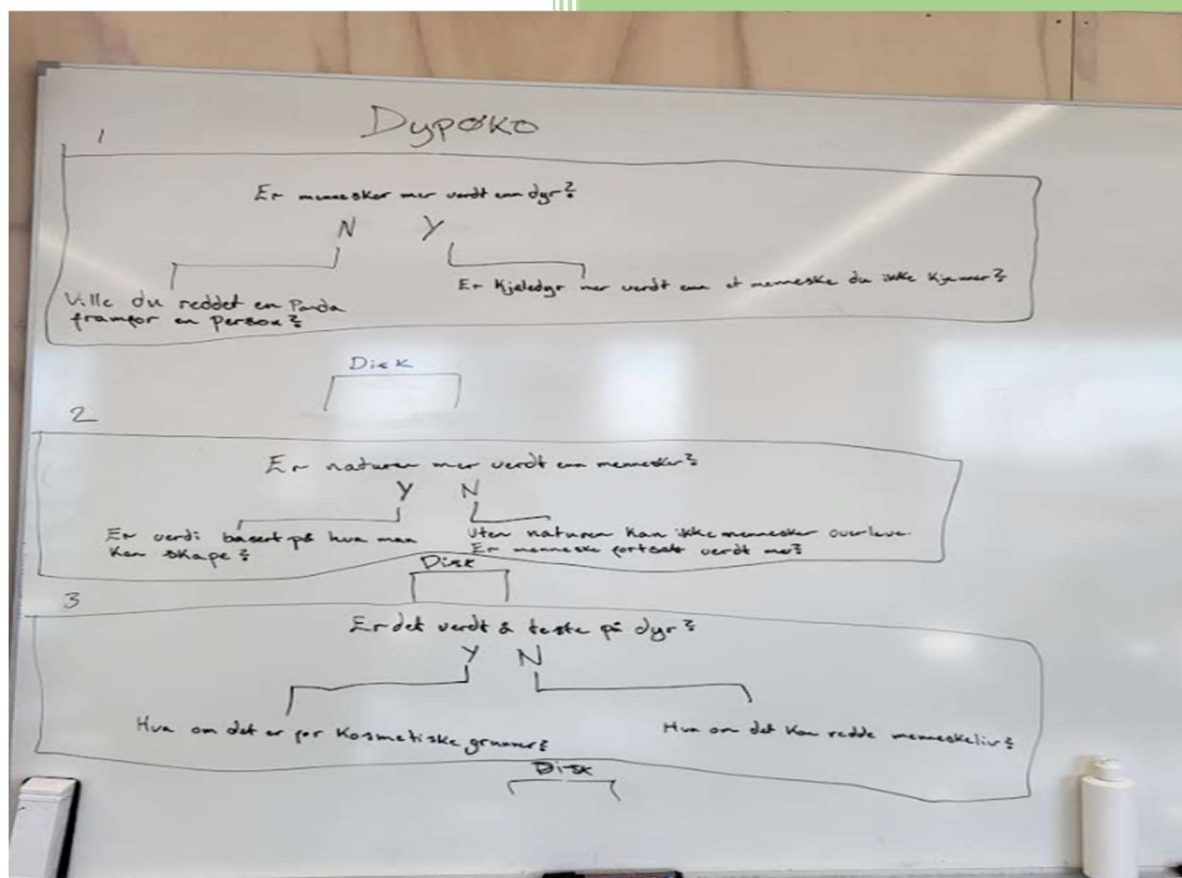 1
Dypøko
Er mennesker mer verdt enn dyr?
N Y
Ville du reddet en Panda
framfor en Person?
Er Kjeledyr mer verdt enn et menneske du ikke Kjenner?
Disk
2
Er naturen mer verdt enn mennesker?
Y N
Er verdi basert på hva man
Kan skape?
Uten naturen kan ikke mennesker overleve.
Er menneske fortsatt verdt mer?
Disk
3
Er det verdt å teste på dyr?
Y N
Hva om det er for Kosmetiske grunner?
Hva om det Kan redde menneskeliv?
Disk